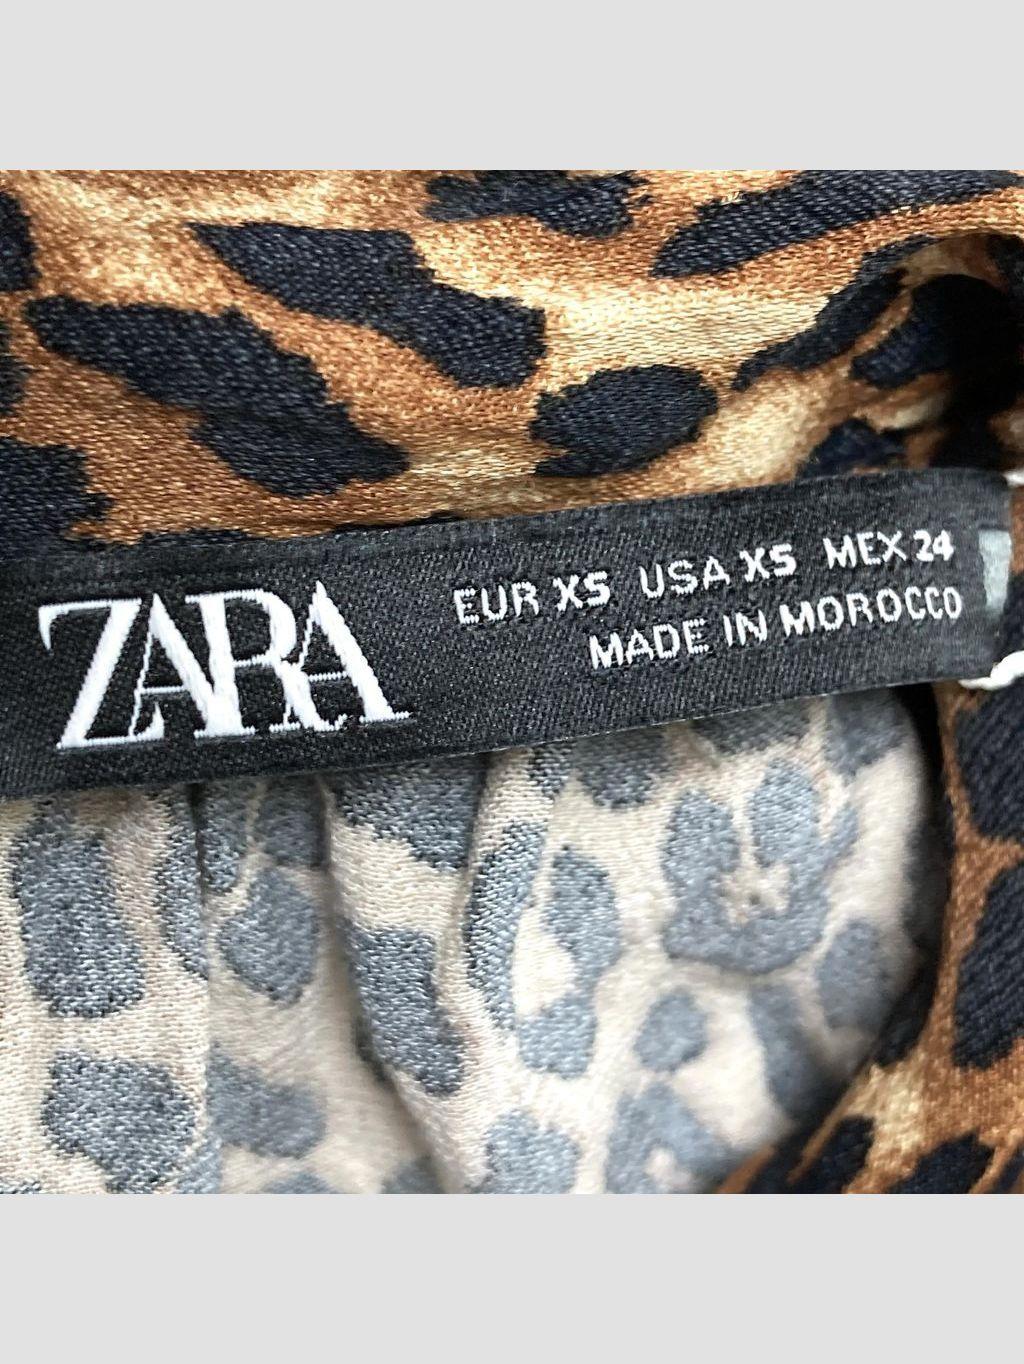 ZARA
EUR XS USA XS MEX 24
MADE IN MOROCCO